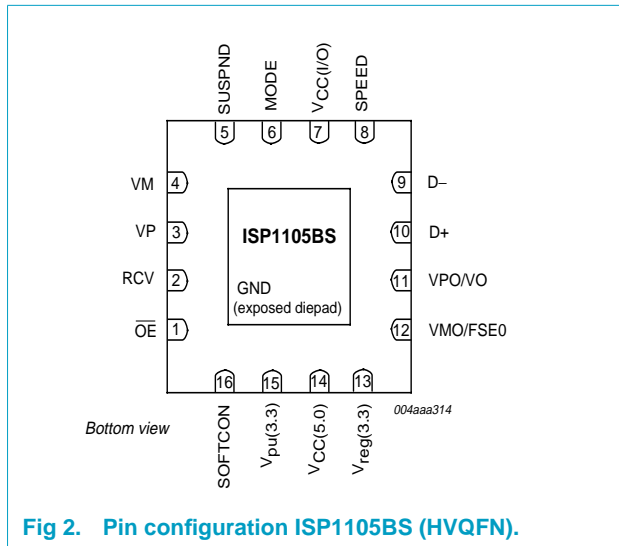 SUSPND
MODE
VCC(I/O)
SPEED
5
6
7
8
VM 4
9 D−
VP 3
ISP1105BS
10 D+
RCV 2
GND
(exposed diepad)
11 VPO/VO
O̅E̅ 1
12 VMO/FSE0
16
15
14
13
SOFTCON
Vpu(3.3)
VCC(5.0)
Vreg(3.3)
004aaa314
Bottom view
Fig 2. Pin configuration ISP1105BS (HVQFN).